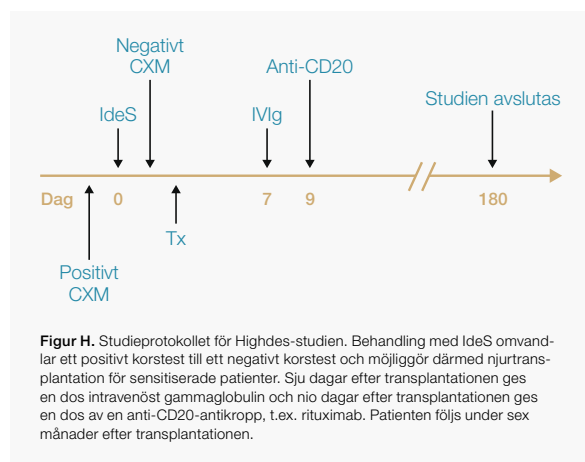 Negativt
CXM
Anti-CD20
IdeS
IVIg
Studien avslutas
Dag
0
7
9
180
Tx
Positivt
CXM
Figur H. Studieprotokollet för Highdes-studien. Behandling med IdeS omvand-
lar ett positivt korstest till ett negativt korstest och möjliggör därmed njurtrans-
plantation för sensitiserade patienter. Sju dagar efter transplantationen ges
en dos intravenöst gammaglobulin och nio dagar efter transplantationen ges
en dos av en anti-CD20-antikropp, t.ex. rituximab. Patienten följs under sex
månader efter transplantationen.